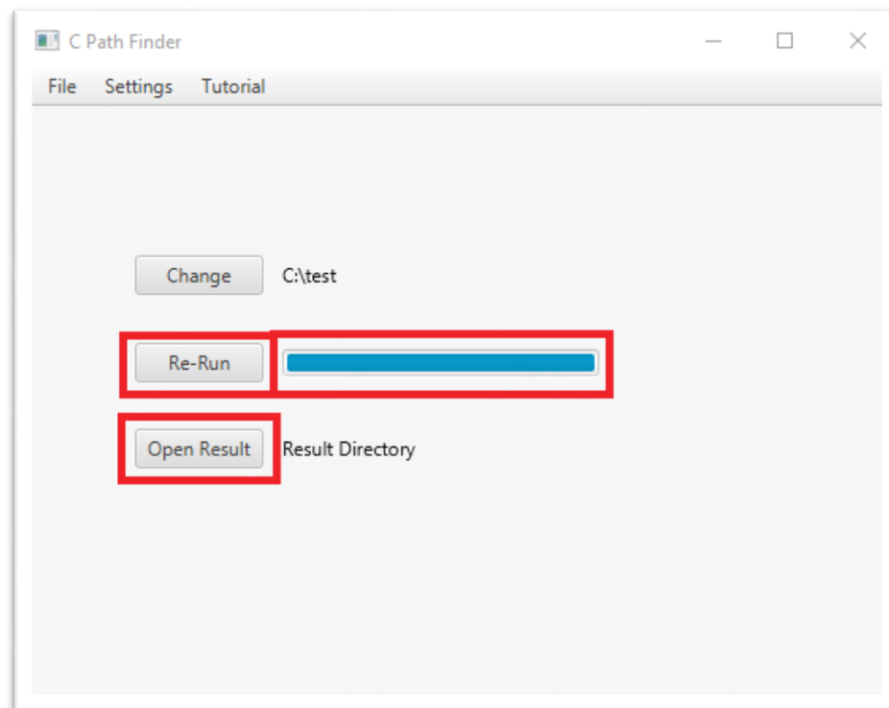 C Path Finder
File Settings Tutorial
Change C:\test
Re-Run
Open Result Result Directory